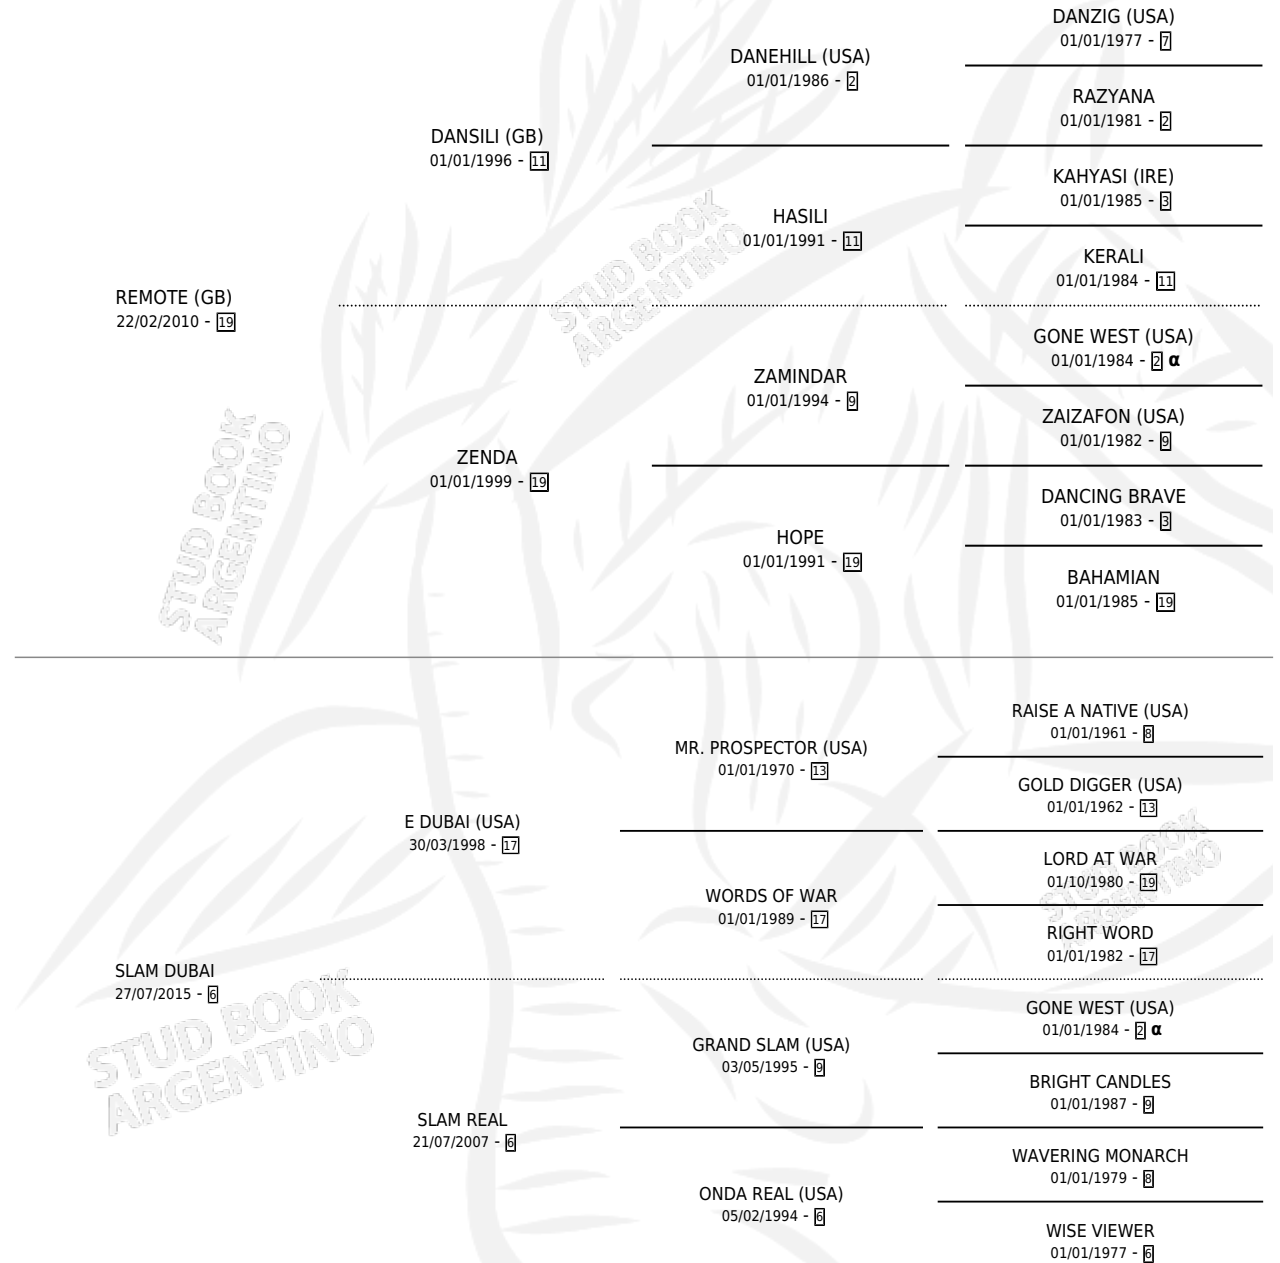 DANZIG (USA)
01/01/1977 - 7
DANEHILL (USA)
01/01/1986 - 2
RAZYANA
01/01/1981 - 2
DANSILI (GB)
01/01/1996 - 11
KAHYASI (IRE)
01/01/1985 - 3
HASILI
01/01/1991 - 11
KERALI
01/01/1984 - 11
REMOTE (GB)
22/02/2010 - 19
GONE WEST (USA)
01/01/1984 - 2 α
ZAMINDAR
01/01/1994 - 9
ZAIZAFON (USA)
01/01/1982 - 9
ZENDA
01/01/1999 - 19
DANCING BRAVE
01/01/1983 - 3
HOPE
01/01/1991 - 19
BAHAMIAN
01/01/1985 - 19
RAISE A NATIVE (USA)
01/01/1961 - 8
MR. PROSPECTOR (USA)
01/01/1970 - 13
GOLD DIGGER (USA)
01/01/1962 - 13
E DUBAI (USA)
30/03/1998 - 17
LORD AT WAR
01/10/1980 - 19
WORDS OF WAR
01/01/1989 - 17
RIGHT WORD
01/01/1982 - 17
SLAM DUBAI
27/07/2015 - 6
GONE WEST (USA)
01/01/1984 - 2 α
GRAND SLAM (USA)
03/05/1995 - 9
BRIGHT CANDLES
01/01/1987 - 9
SLAM REAL
21/07/2007 - 6
WAVERING MONARCH
01/01/1979 - 8
ONDA REAL (USA)
05/02/1994 - 6
WISE VIEWER
01/01/1977 - 6
STUD BOOK
ARGENTINO
STUD BOOK
ARGENTINO
STUD BOOK
ARGENTINO
STUD BOOK
ARGENTINO